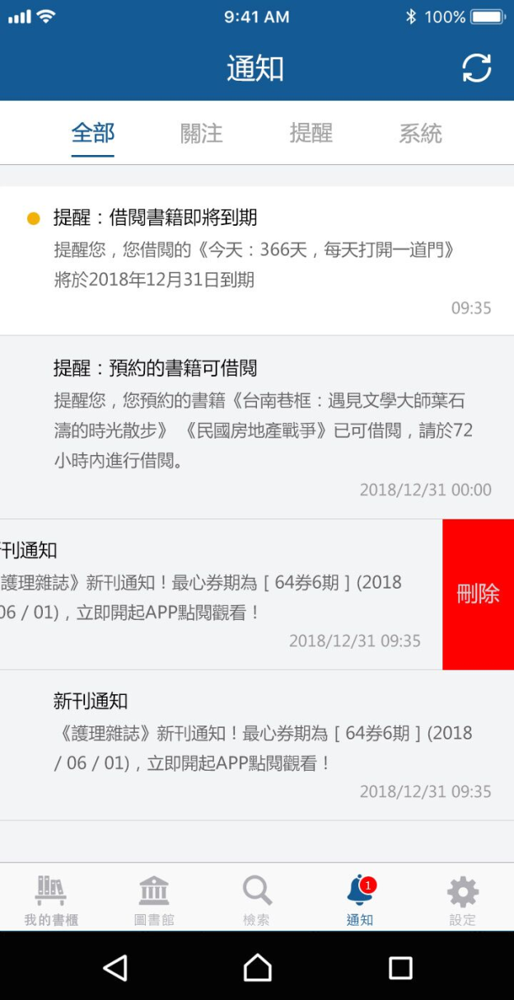 9:41 AM 100%
通知
全部 關注 提醒 系統
提醒：借閱書籍即將到期
提醒您，您借閱的《今天：366天，每天打開一道門》
將於2018年12月31日到期
09:35
提醒：預約的書籍可借閱
提醒您，您預約的書籍《台南巷框：遇見文學大師葉石
濤的時光散步》《民國房地產戰爭》已可借閱，請於72
小時內進行借閱。
2018/12/31 00:00
刊通知
護理雜誌》新刊通知！最心券期為 [ 64券6期 ] (2018
06 / 01)，立即開起APP點閱觀看！
刪除
2018/12/31 09:35
新刊通知
《護理雜誌》新刊通知！最心券期為 [ 64券6期 ] (2018
/ 06 / 01)，立即開起APP點閱觀看！
2018/12/31 09:35
1
我的書櫃 圖書館 檢索 通知 設定